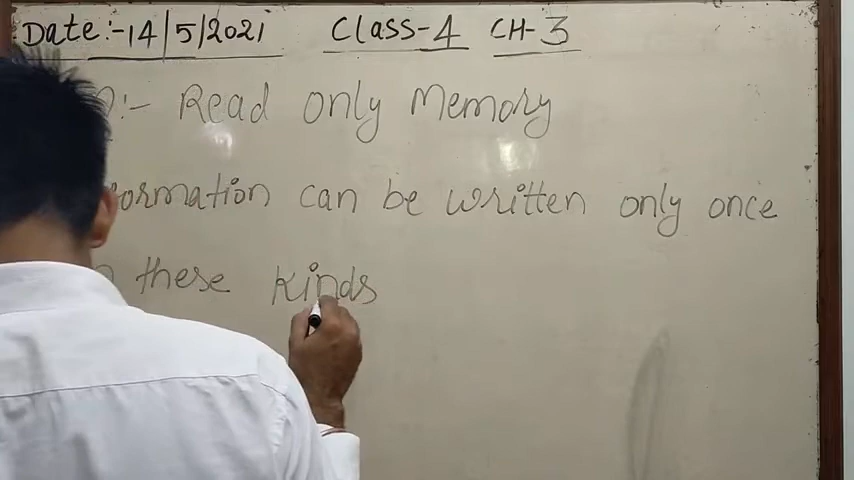 Date:-14/5/2021 Class-4 CH-3
:- Read only Memory
ormation can be written only once
these kinds